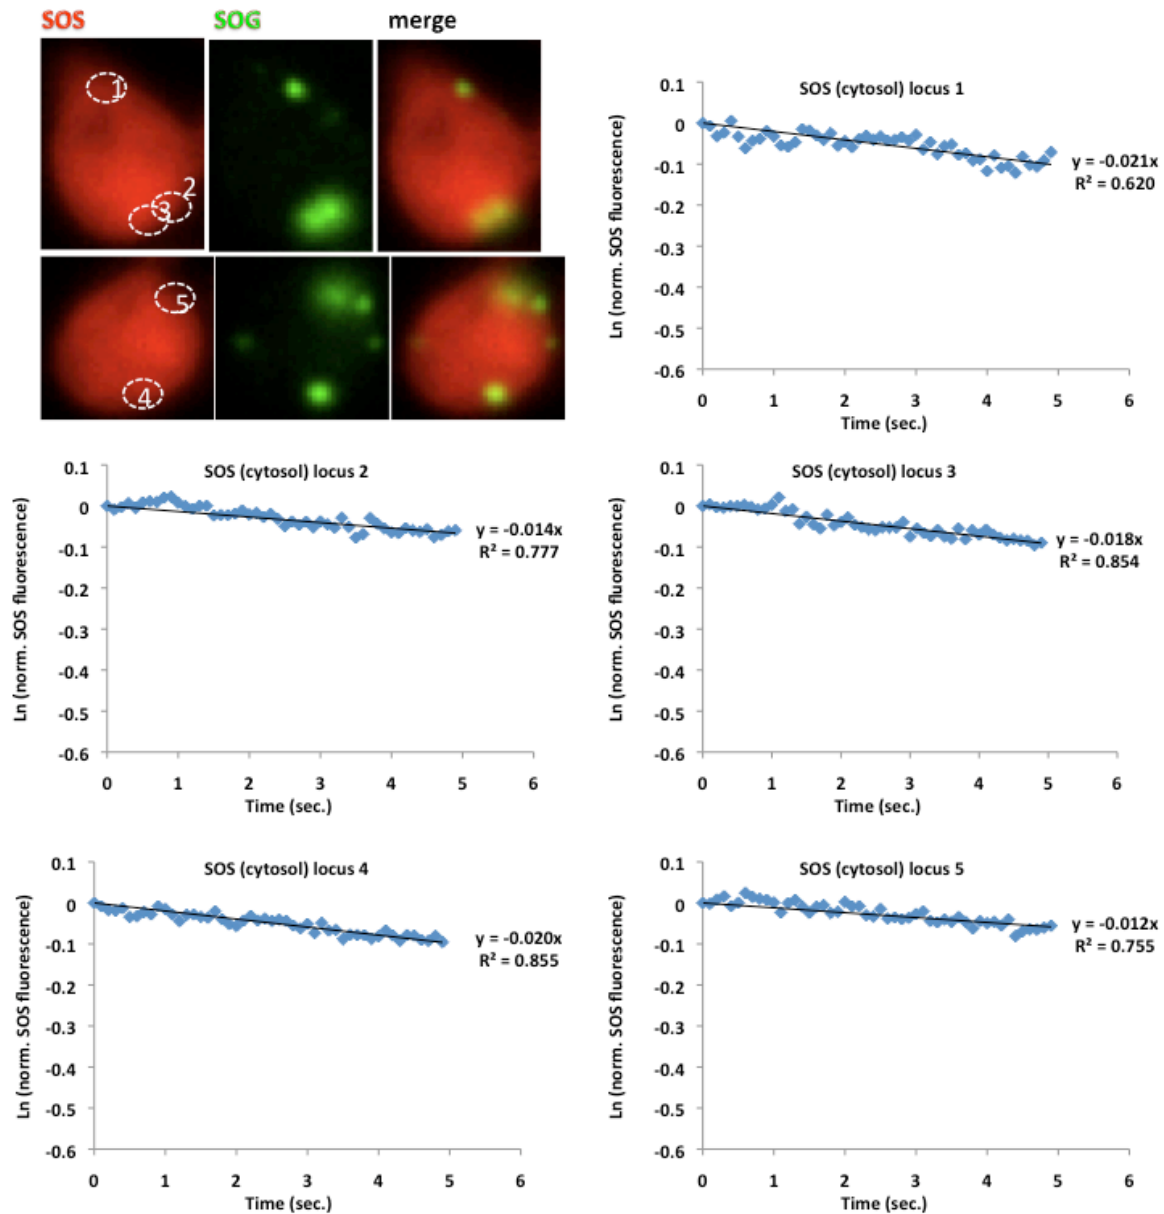 SOS SOG merge
1
2
3
5
4
SOS (cytosol) locus 1
Ln (norm. SOS fluorescence)
0.1
0
-0.1
-0.2
-0.3
-0.4
-0.5
-0.6
y = -0.021x
R² = 0.620
0 1 2 3 4 5 6
Time (sec.)
SOS (cytosol) locus 2
Ln (norm. SOS fluorescence)
0.1
0
-0.1
-0.2
-0.3
-0.4
-0.5
-0.6
y = -0.014x
R² = 0.777
0 1 2 3 4 5 6
Time (sec.)
SOS (cytosol) locus 3
Ln (norm. SOS fluorescence)
0.1
0
-0.1
-0.2
-0.3
-0.4
-0.5
-0.6
y = -0.018x
R² = 0.854
0 1 2 3 4 5 6
Time (sec.)
SOS (cytosol) locus 4
Ln (norm. SOS fluorescence)
0.1
0
-0.1
-0.2
-0.3
-0.4
-0.5
-0.6
y = -0.020x
R² = 0.855
0 1 2 3 4 5 6
Time (sec.)
SOS (cytosol) locus 5
Ln (norm. SOS fluorescence)
0.1
0
-0.1
-0.2
-0.3
-0.4
-0.5
-0.6
y = -0.012x
R² = 0.755
0 1 2 3 4 5 6
Time (sec.)